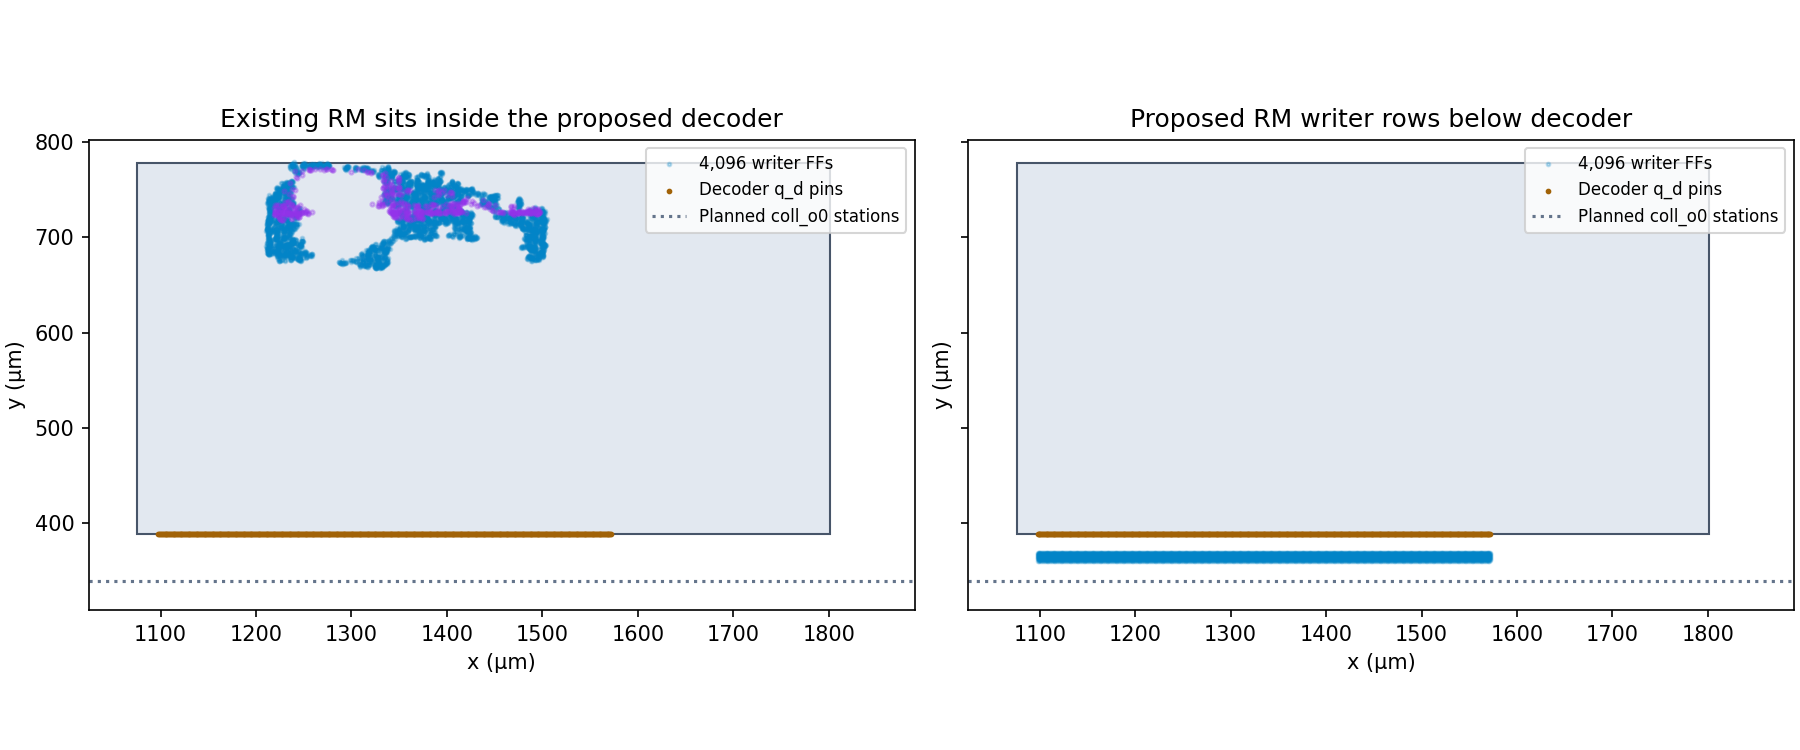 Existing RM sits inside the proposed decoder
800
700
600
500
400
y (µm)
1100 1200 1300 1400 1500 1600 1700 1800
x (µm)
4,096 writer FFs
Decoder q_d pins
Planned coll_o0 stations
Proposed RM writer rows below decoder
y (µm)
1100 1200 1300 1400 1500 1600 1700 1800
x (µm)
4,096 writer FFs
Decoder q_d pins
Planned coll_o0 stations